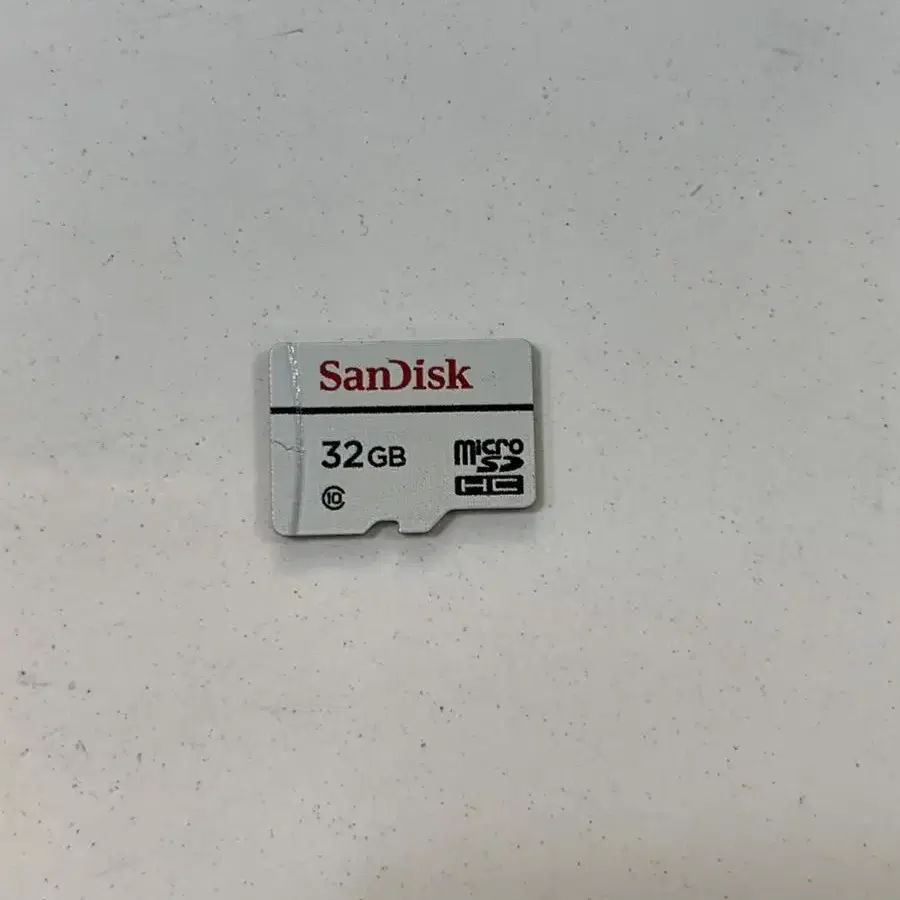 SanDisk
32GB
micro
SD
HC
10